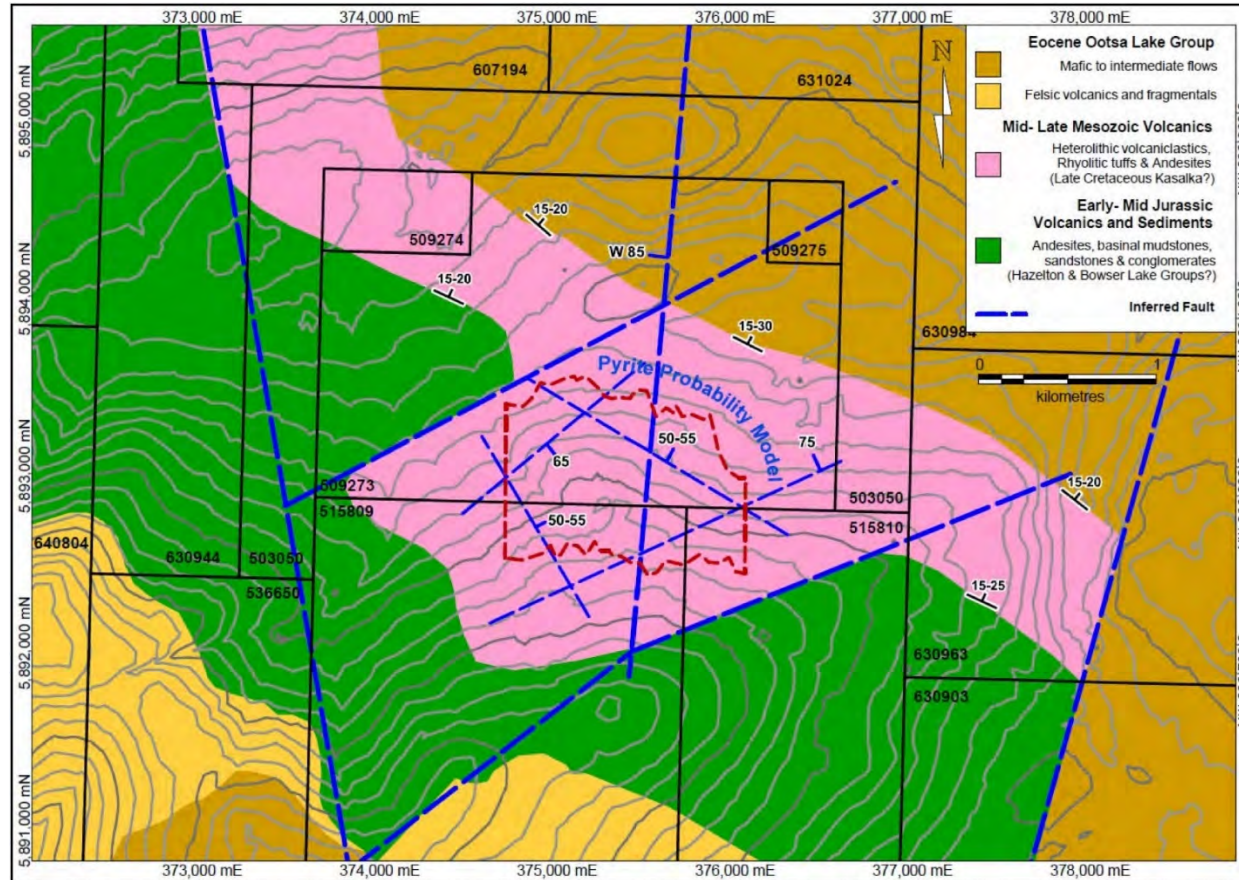 373,000 mE
374,000 mE
375,000 mE
376,000 mE
377,000 mE
378,000 mE
5,895,000 mN
5,894,000 mN
5,893,000 mN
5,892,000 mN
5,891,000 mN
Eocene Ootsa Lake Group
Mafic to intermediate flows
Felsic volcanics and fragmentals
Mid- Late Mesozoic Volcanics
Heterolithic volcaniclastics,
Rhyolitic tuffs & Andesites
(Late Cretaceous Kasalka?)
Early- Mid Jurassic
Volcanics and Sediments
Andesites, basinal mudstones,
sandstones & conglomerates
(Hazelton & Bowser Lake Groups?)
Inferred Fault
N
0
1
kilometres
607194
631024
15-20
509274
W 85
509275
15-20
15-30
630984
Pyrite Probability Model
50-55
75
65
509273
503050
15-20
515809
515810
50-55
640804
630944
503050
536650
15-25
630963
630903
373,000 mE
374,000 mE
375,000 mE
376,000 mE
377,000 mE
378,000 mE